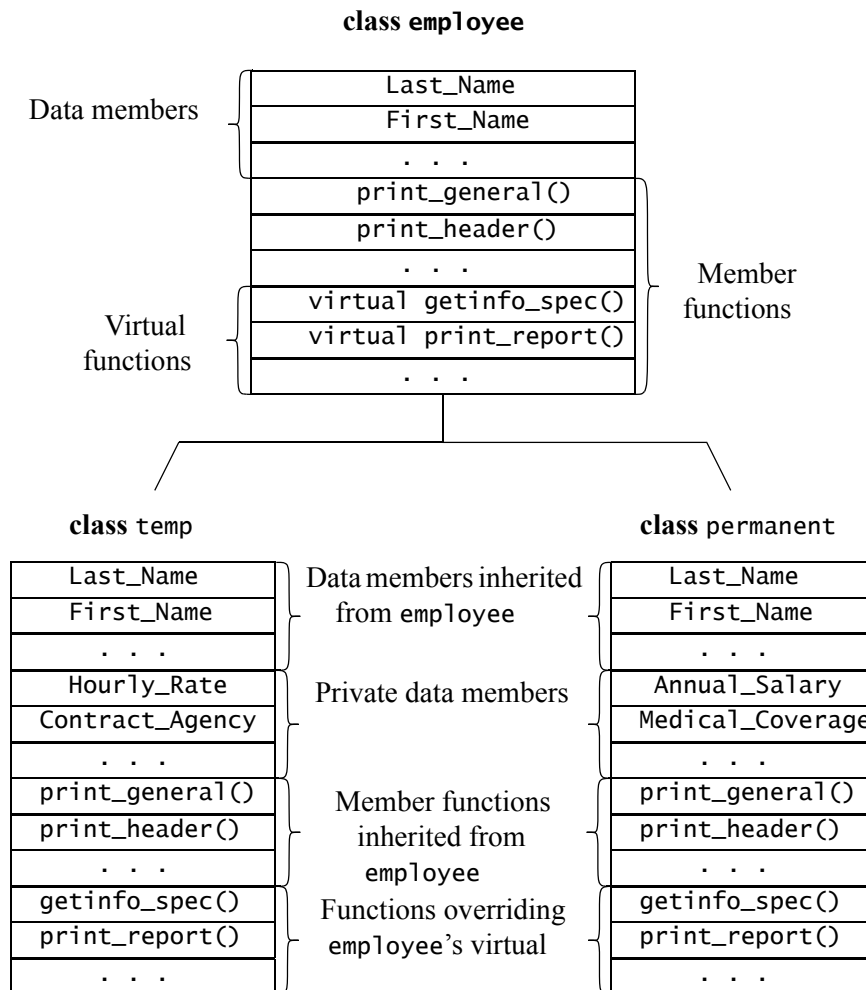 class employee
Data members
Last_Name
First_Name
. . .
print_general()
print_header()
. . .
Member
functions
Virtual
functions
virtual getinfo_spec()
virtual print_report()
. . .
class temp
Last_Name
First_Name
. . .
Hourly_Rate
Contract_Agency
. . .
print_general()
print_header()
. . .
getinfo_spec()
print_report()
. . .
Data members inherited
from employee
Private data members
Member functions
inherited from
employee
Functions overriding
employee’s virtual
class permanent
Last_Name
First_Name
. . .
Annual_Salary
Medical_Coverage
. . .
print_general()
print_header()
. . .
getinfo_spec()
print_report()
. . .